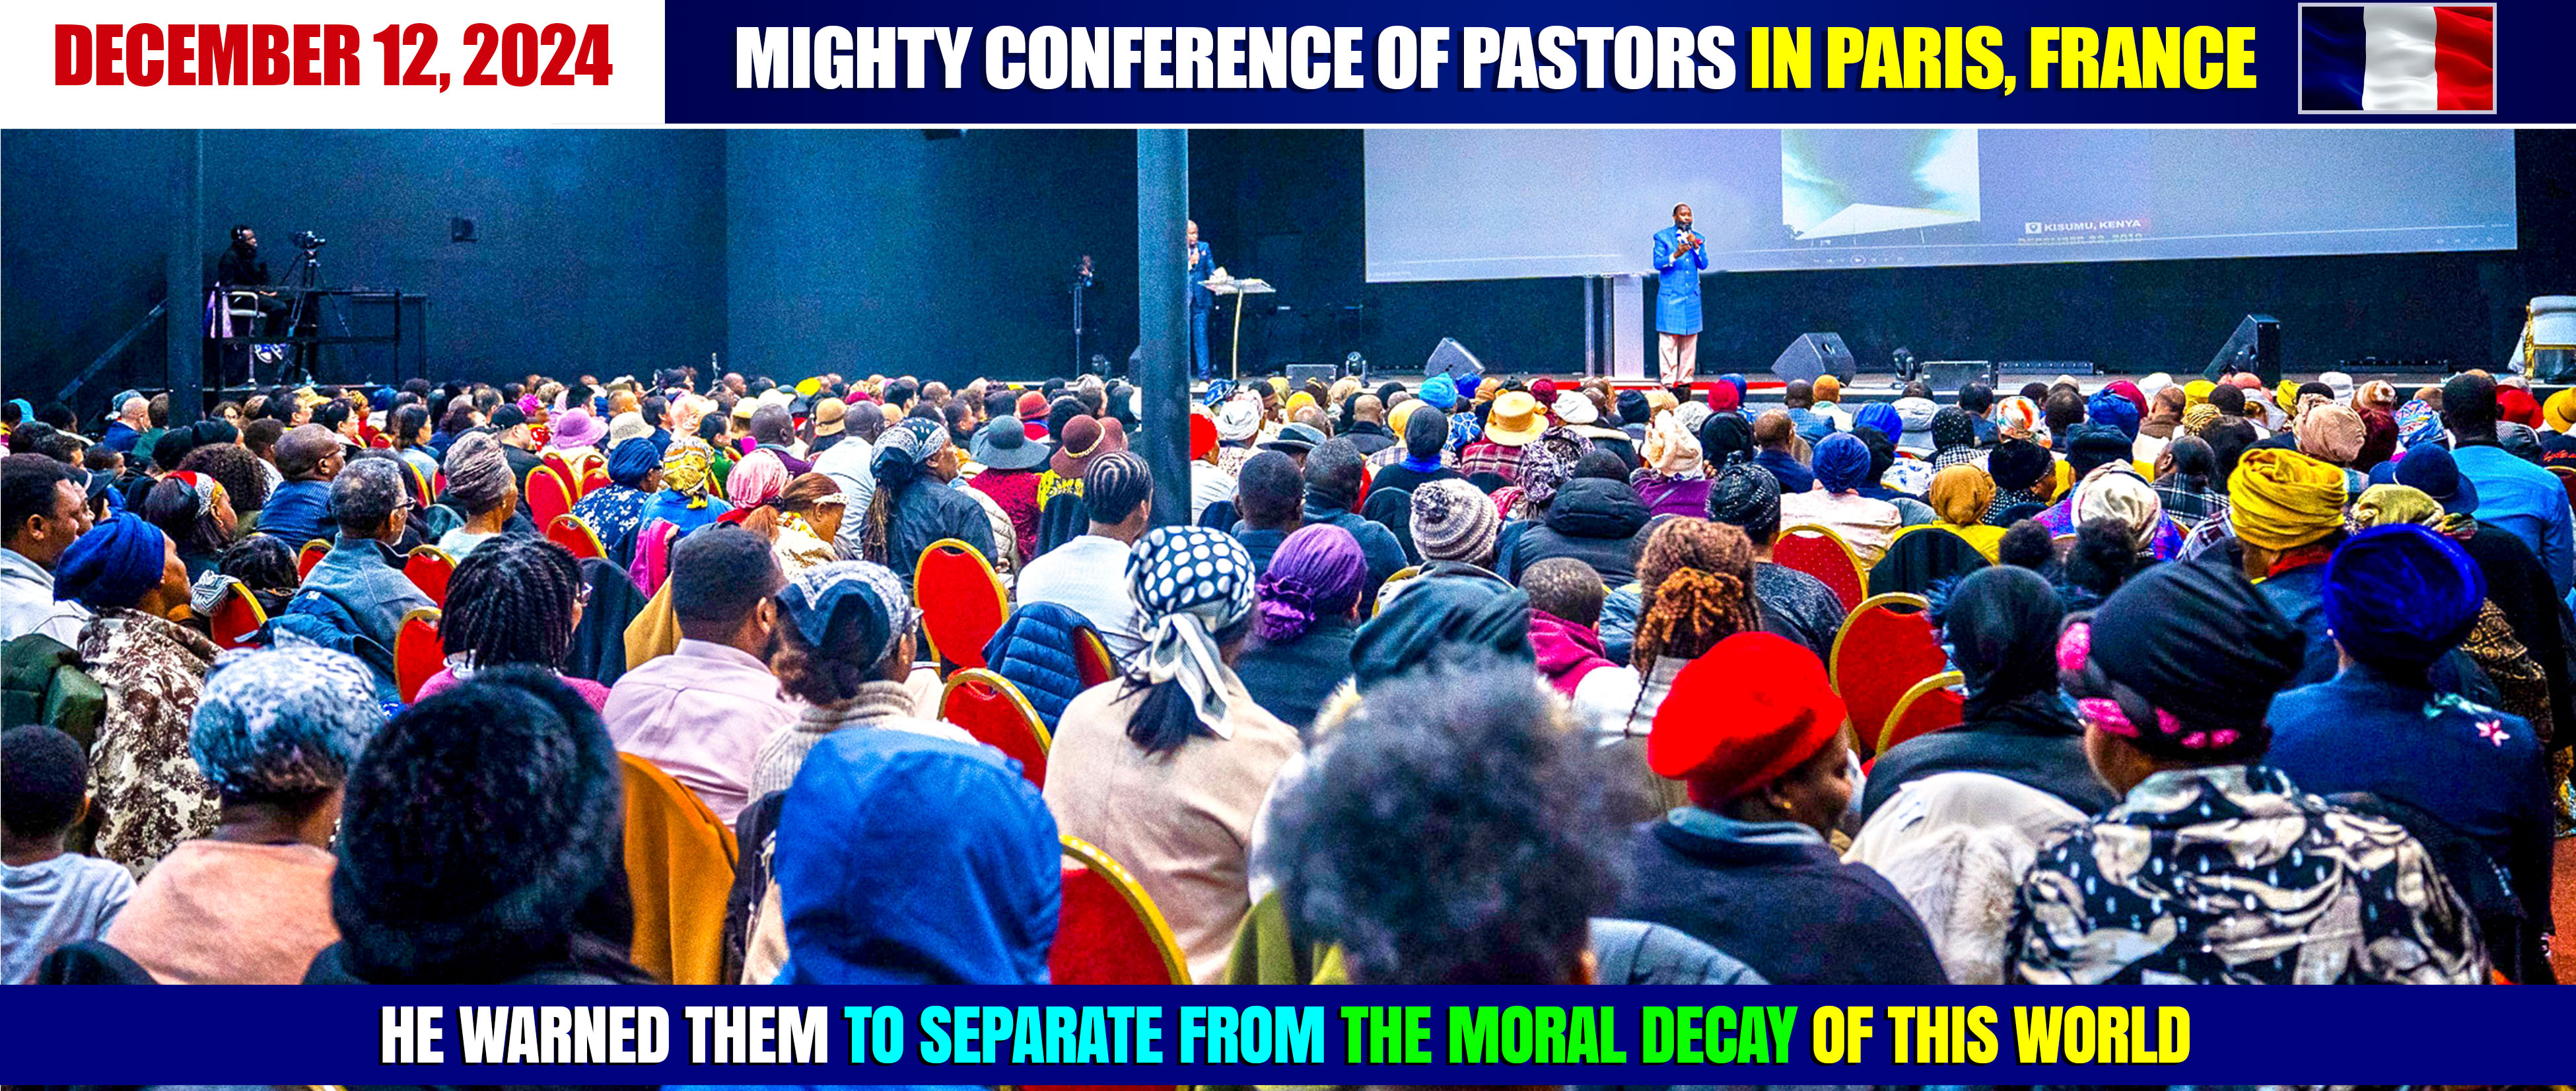 DECEMBER 12, 2024
MIGHTY CONFERENCE OF PASTORS IN PARIS, FRANCE
KISUMU, KENYA
HE WARNED THEM TO SEPARATE FROM THE MORAL DECAY OF THIS WORLD